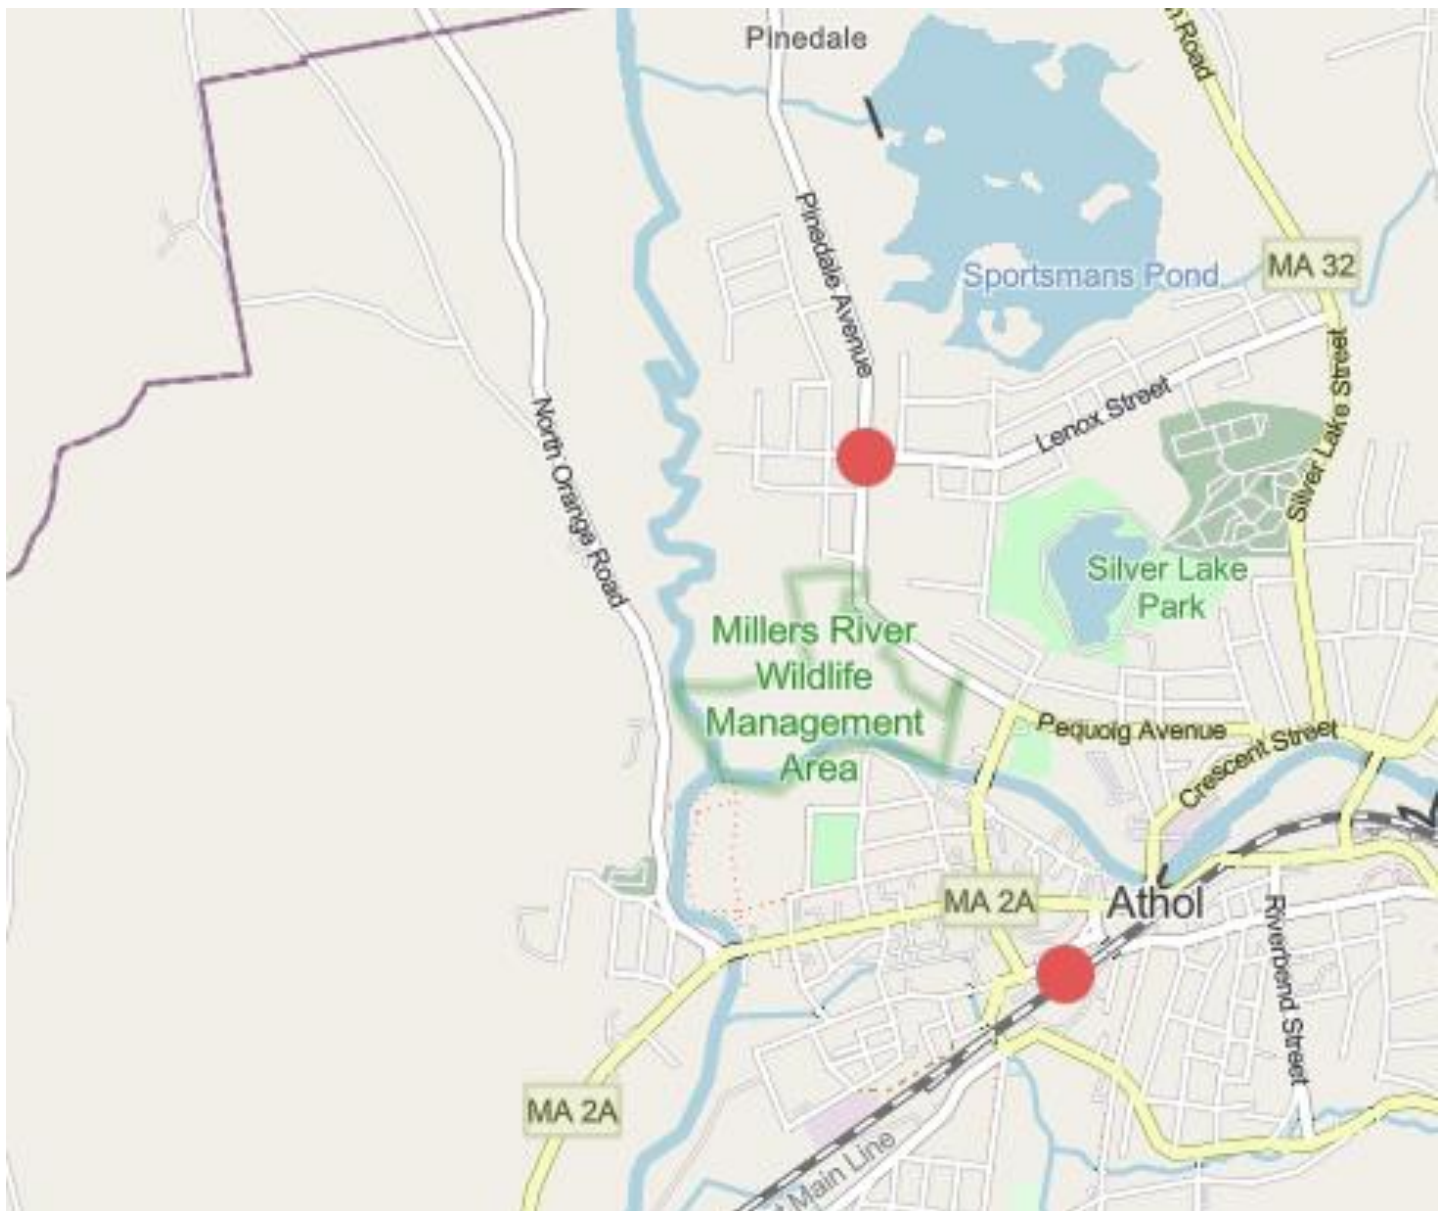 Pinedale
n Road
Pinedale Avenue
Sportsmans Pond
MA 32
Silver Lake Street
Lenox Street
North Orange Road
Silver Lake
Park
Millers River
Wildlife
Management
Area
Pequoig Avenue
Crescent Street
MA 2A
Athol
Riverbend Street
MA 2A
t Main Line